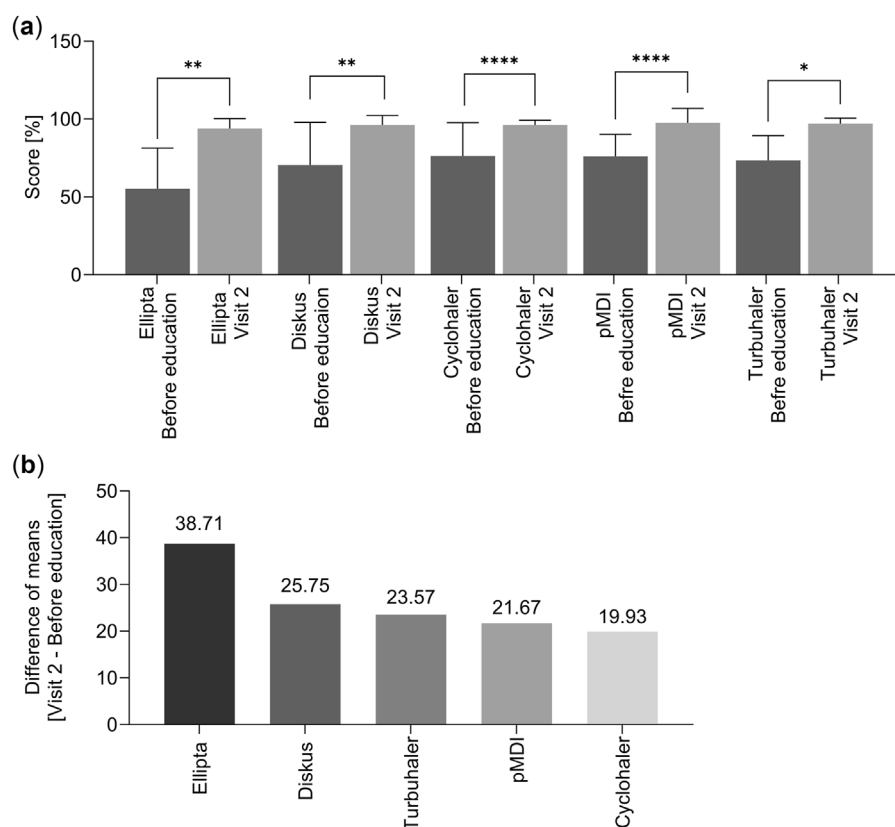 (a)
150
100
50
0
Score [%]
**
**
****
****
*
Ellipta
Before education
Ellipta
Visit 2
Diskus
Before educaion
Diskus
Visit 2
Cyclohaler
Before education
Cyclohaler
Visit 2
pMDI
Befre education
pMDI
Visit 2
Turbuhaler
Befre education
Turbuhaler
Visit 2
(b)
50
40
30
20
10
0
Difference of means
[Visit 2 - Before education]
38.71
25.75
23.57
21.67
19.93
Ellipta
Diskus
Turbuhaler
pMDI
Cyclohaler